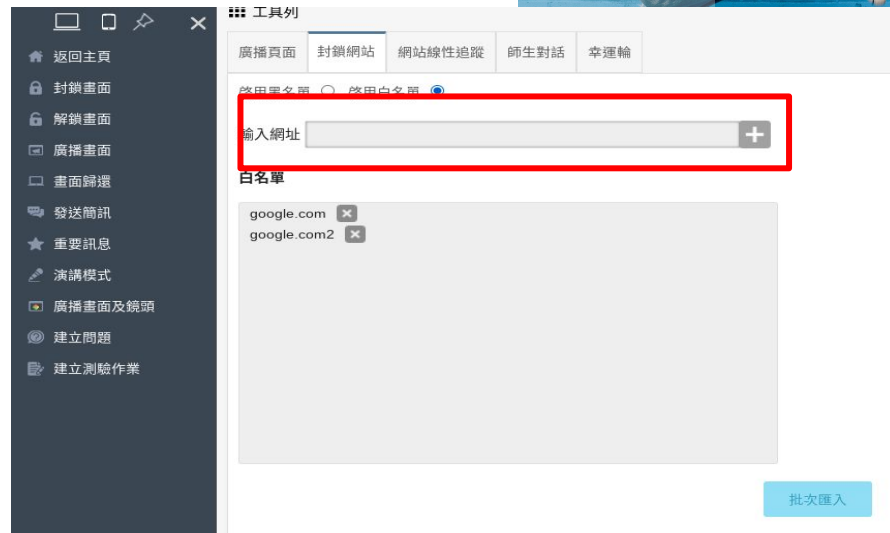 工具列
返回主頁
封鎖畫面
解鎖畫面
廣播畫面
畫面歸還
發送簡訊
重要訊息
演講模式
廣播畫面及鏡頭
建立問題
建立測驗作業
廣播頁面 封鎖網站 網站線性追蹤 師生對話 幸運輪
啓用黑名單 啓用白名單
輸入網址
白名單
google.com
google.com2
批次匯入